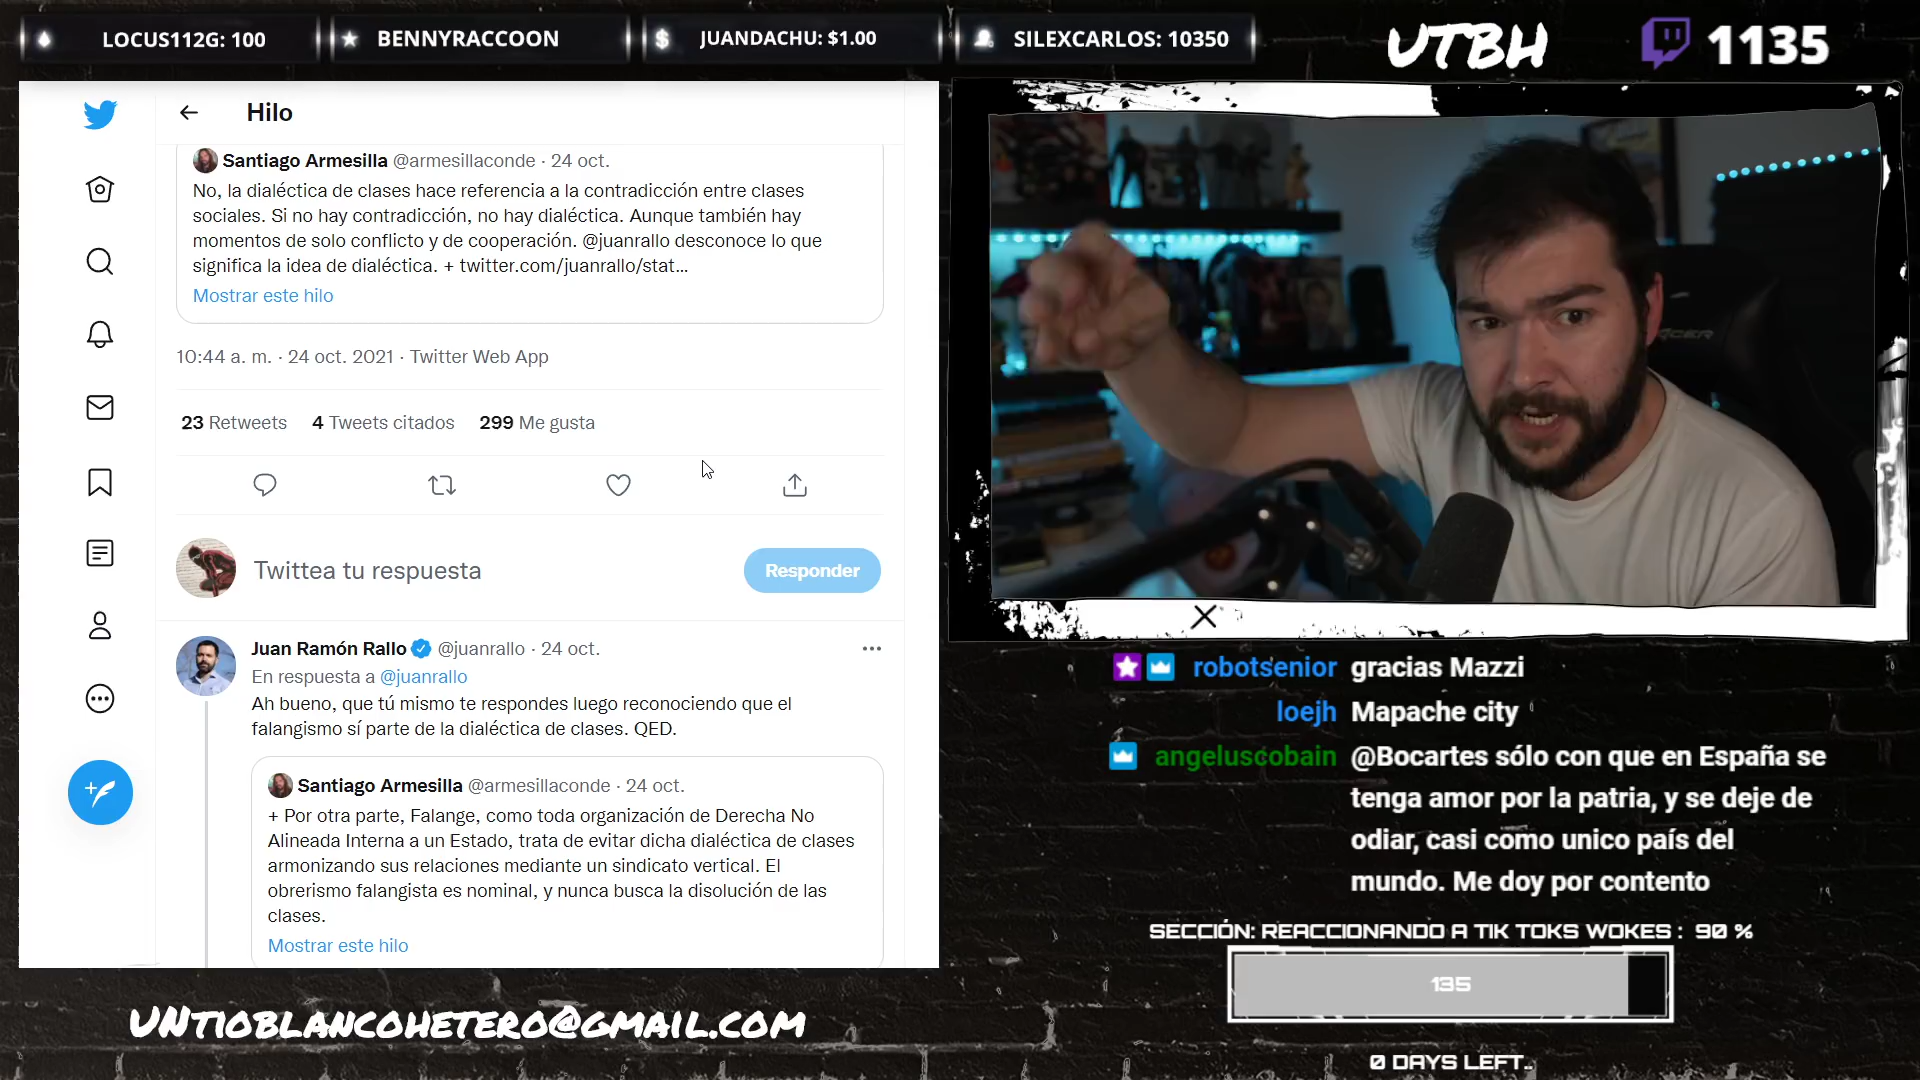 LOCUS112G: 100
BENNYRACCOON
JUANDACHU: $1.00
SILEXCARLOS: 10350
UTBH
1135
Hilo
Santiago Armesilla @armesillaconde · 24 oct.
No, la dialéctica de clases hace referencia a la contradicción entre clases
sociales. Si no hay contradicción, no hay dialéctica. Aunque también hay
momentos de solo conflicto y de cooperación. @juanrallo desconoce lo que
significa la idea de dialéctica. + twitter.com/juanrallo/stat...
Mostrar este hilo
10:44 a. m. · 24 oct. 2021 · Twitter Web App
23 Retweets 4 Tweets citados 299 Me gusta
Twittea tu respuesta
Responder
Juan Ramón Rallo @juanrallo · 24 oct.
En respuesta a @juanrallo
Ah bueno, que tú mismo te respondes luego reconociendo que el
falangismo sí parte de la dialéctica de clases. QED.
Santiago Armesilla @armesillaconde · 24 oct.
+ Por otra parte, Falange, como toda organización de Derecha No
Alineada Interna a un Estado, trata de evitar dicha dialéctica de clases
armonizando sus relaciones mediante un sindicato vertical. El
obrerismo falangista es nominal, y nunca busca la disolución de las
clases.
Mostrar este hilo
UNTIOBLANCOHETERO@GMAIL.COM
robotsenior gracias Mazzi
loejh Mapache city
angeluscobain @Bocartes sólo con que en España se
tenga amor por la patria, y se deje de
odiar, casi como unico país del
mundo. Me doy por contento
SECCIÓN: REACCIONANDO A TIK TOKS WOKES : 90 %
135
0 DAYS LEFT..